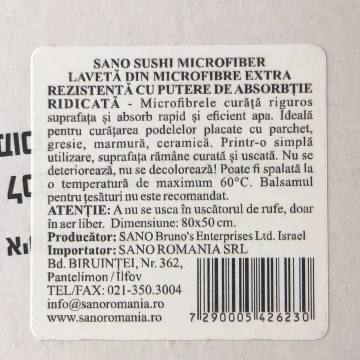 SANO SUSHI MICROFIBER
LAVETĂ DIN MICROFIBRE EXTRA
REZISTENTĂ CU PUTERE DE ABSORBȚIE
RIDICATĂ - Microfibrele curăță riguros
suprafața și absorb rapid și eficient apa. Ideală
pentru curățarea podelelor placate cu parchet,
gresie, marmură, ceramică. Printr-o simplă
utilizare, suprafața rămâne curată și uscată. Nu se
deteriorează, nu se decolorează! Poate fi spalată la
o temperatură de maximum 60°C. Balsamul
pentru țesături nu este recomandat.
ATENȚIE: A nu se usca în uscătorul de rufe, doar
în aer liber. Dimensiune: 80x50 cm.
Producător: SANO Bruno's Enterprises Ltd. Israel
Importator: SANO ROMANIA SRL
Bd. BIRUINȚEI, Nr. 362,
Pantelimon / Ilfov
TEL/FAX: 021-350.3004
info@sanoromania.ro
www.sanoromania.ro
7290005426230